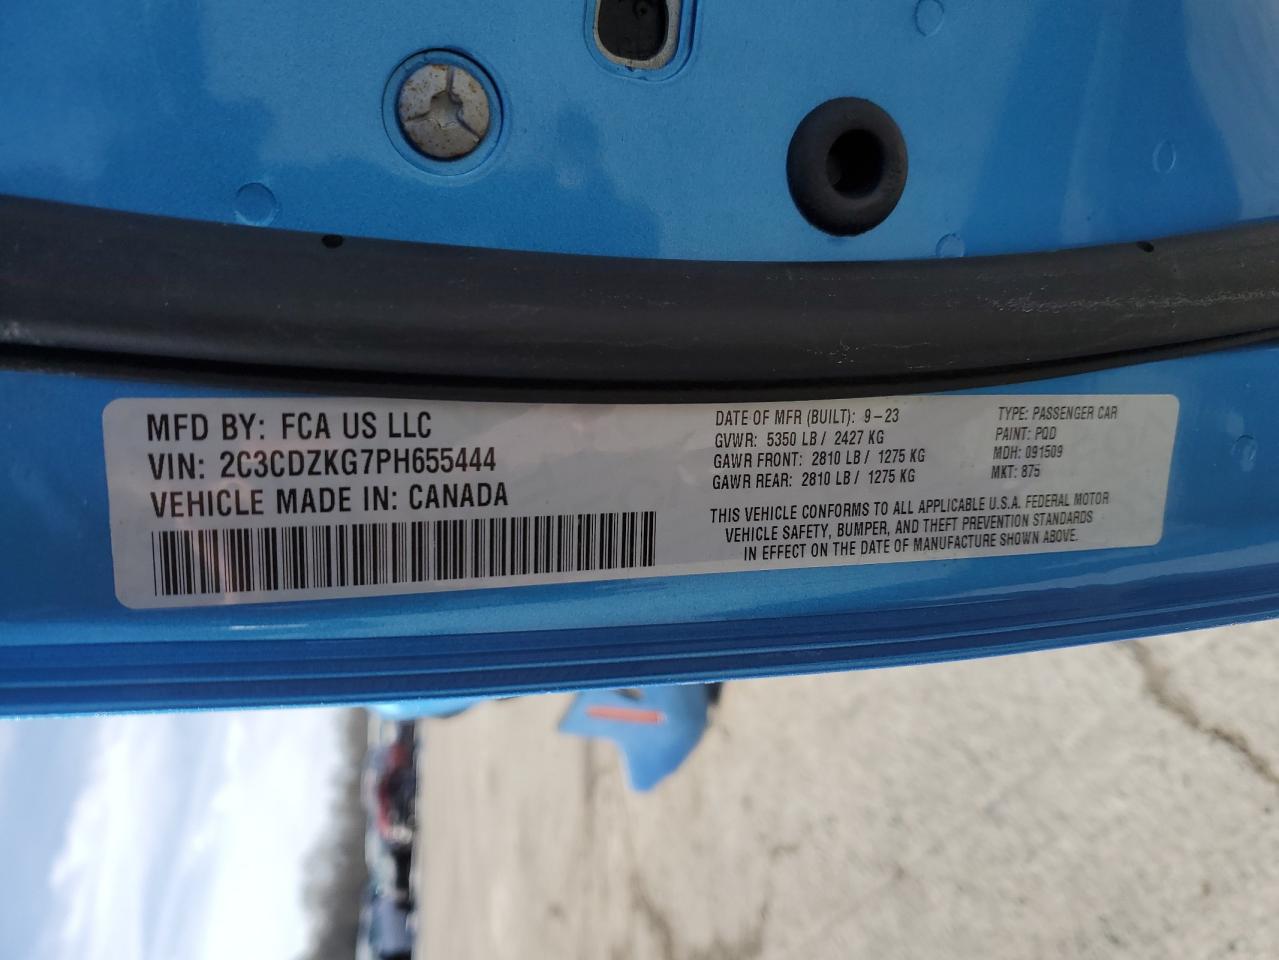 MFD BY: FCA US LLC
VIN: 2C3CDZKG7PH655444
VEHICLE MADE IN: CANADA
DATE OF MFR (BUILT): 9-23
GVWR: 5350 LB / 2427 KG
GAWR FRONT: 2810 LB / 1275 KG
GAWR REAR: 2810 LB / 1275 KG
TYPE: PASSENGER CAR
PAINT: PQD
MDH: 091509
MKT: 875
THIS VEHICLE CONFORMS TO ALL APPLICABLE U.S.A. FEDERAL MOTOR
VEHICLE SAFETY, BUMPER, AND THEFT PREVENTION STANDARDS
IN EFFECT ON THE DATE OF MANUFACTURE SHOWN ABOVE.